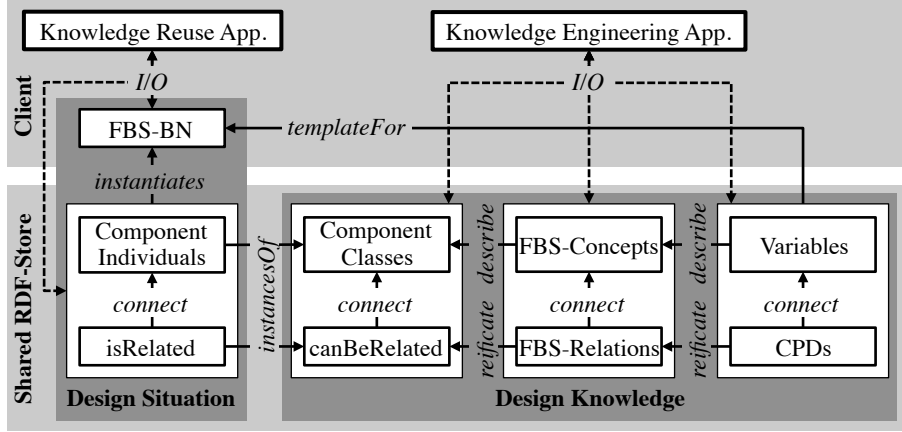 Knowledge Reuse App.
Knowledge Engineering App.
I/O
I/O
Client
FBS-BN
templateFor
instantiates
Shared RDF-Store
Component
Individuals
instancesOf
Component
Classes
describe
FBS-Concepts
describe
Variables
connect
connect
connect
connect
isRelated
canBeRelated
reificate
FBS-Relations
reificate
CPDs
Design Situation
Design Knowledge